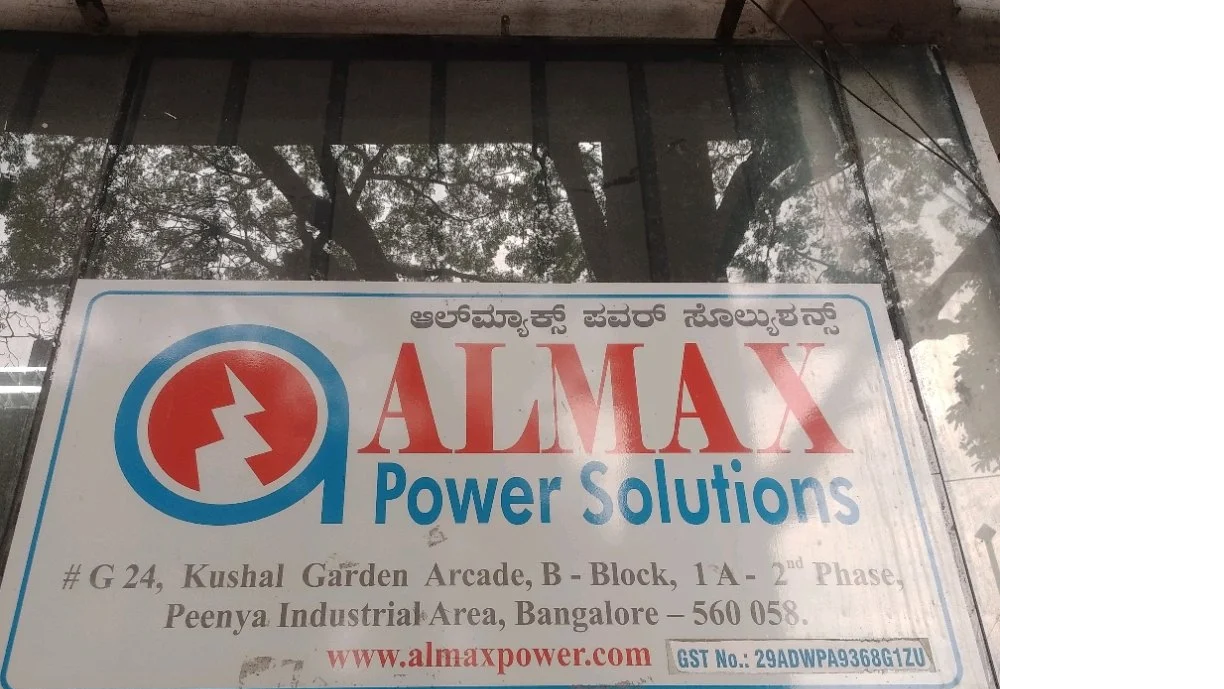 ಆಲ್‌ಮ್ಯಾಕ್ಸ್ ಪವರ್ ಸೊಲ್ಯುಶನ್ಸ್
ALMAX
Power Solutions
# G 24, Kushal Garden Arcade, B - Block, 1 A - 2nd Phase,
Peenya Industrial Area, Bangalore – 560 058.
www.almaxpower.com GST No.: 29ADWPA9368G1ZU